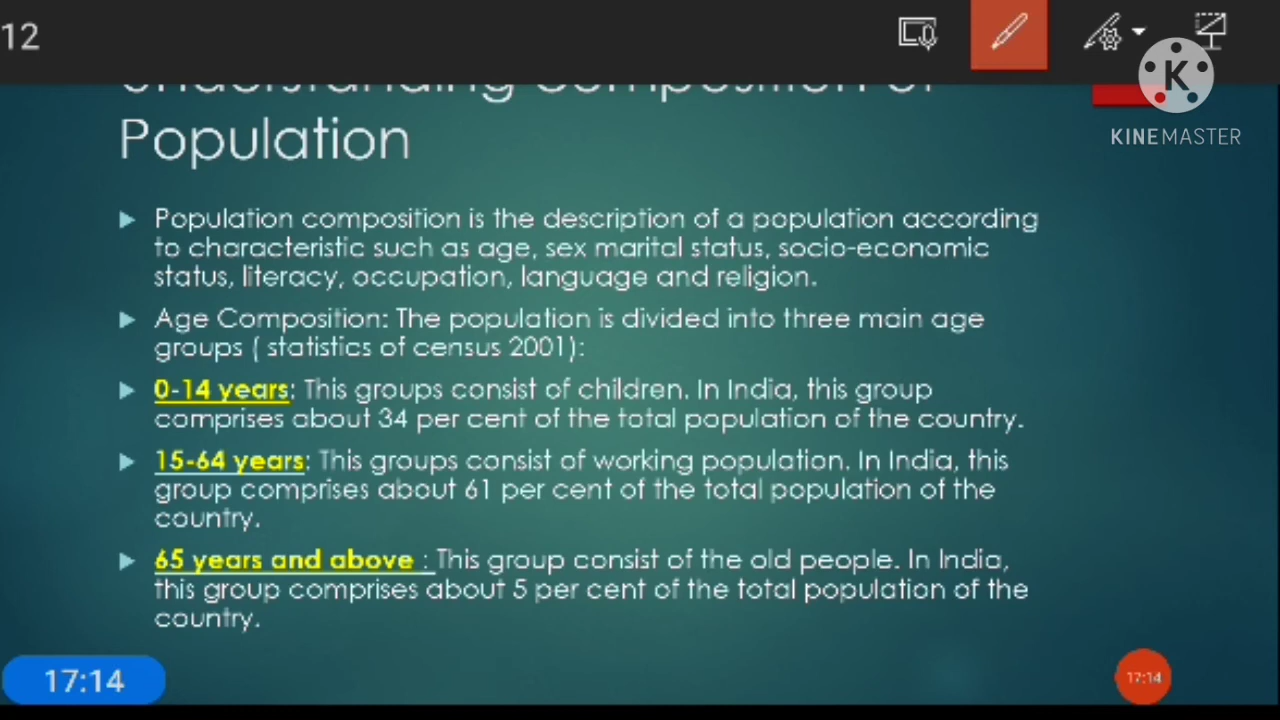 12
K
KINEMASTER
Understanding Composition of
Population
Population composition is the description of a population according
to characteristic such as age, sex marital status, socio-economic
status, literacy, occupation, language and religion.
Age Composition: The population is divided into three main age
groups ( statistics of census 2001):
0-14 years: This groups consist of children. In India, this group
comprises about 34 per cent of the total population of the country.
15-64 years: This groups consist of working population. In India, this
group comprises about 61 per cent of the total population of the
country.
65 years and above : This group consist of the old people. In India,
this group comprises about 5 per cent of the total population of the
country.
17:14
17:14